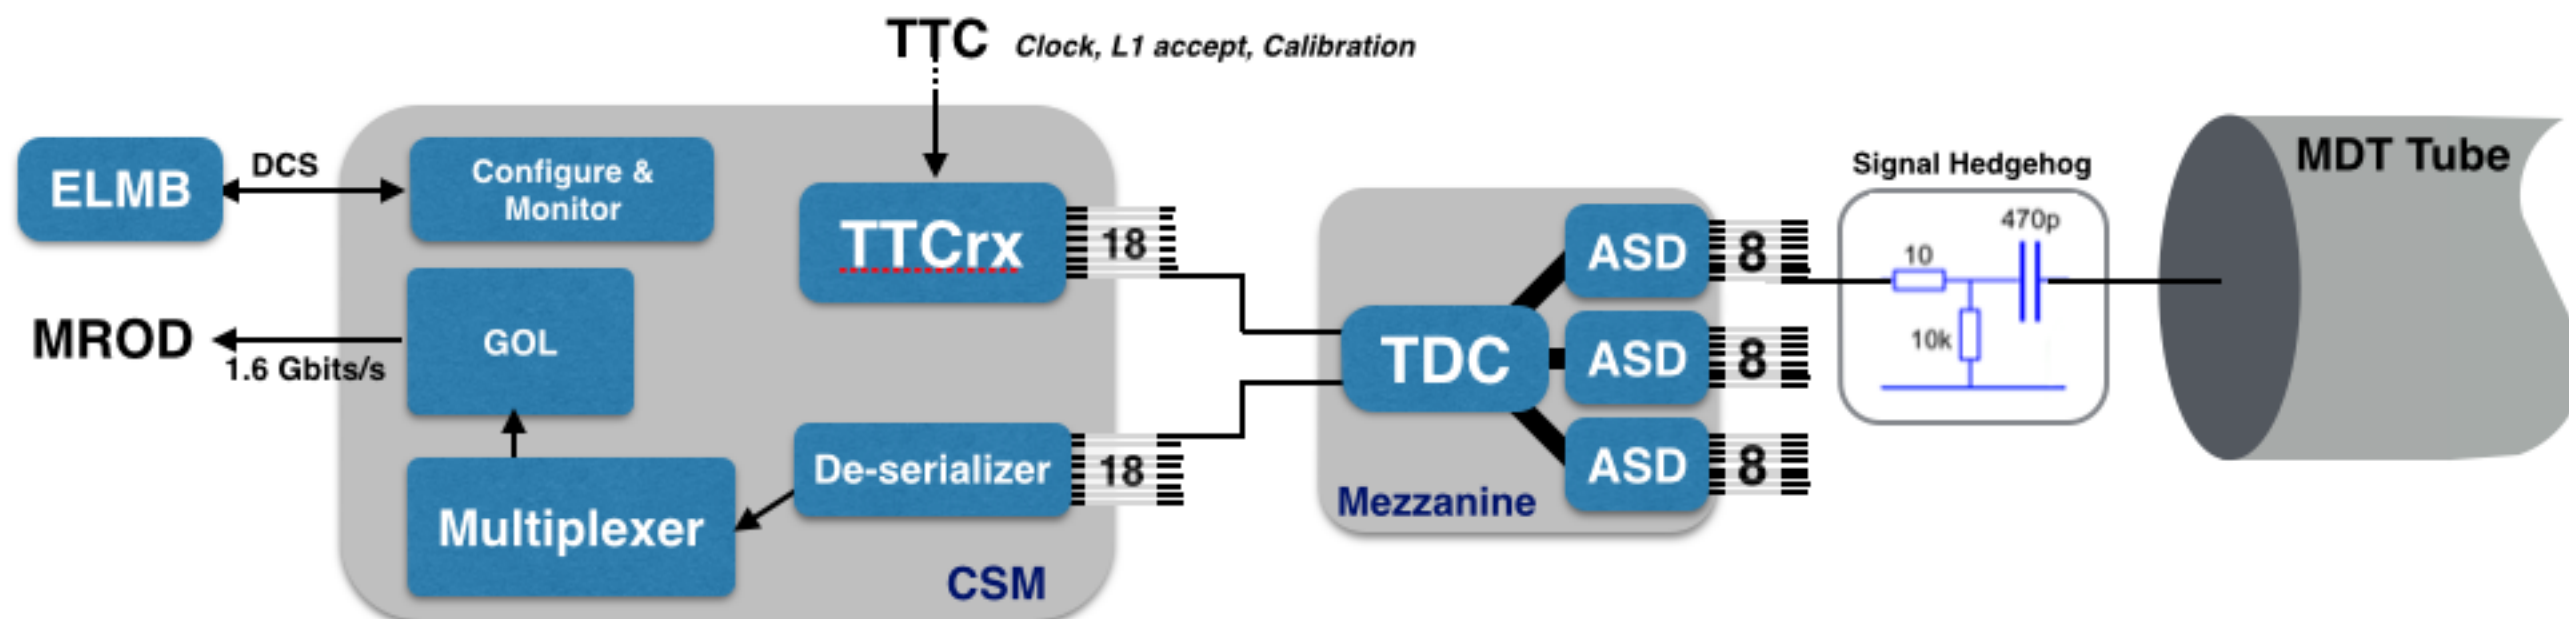 TTC Clock, L1 accept, Calibration
ELMB
DCS
Configure &
Monitor
TTCrx
18
MROD
1.6 Gbits/s
GOL
Multiplexer
De-serializer
18
CSM
TDC
ASD
8
ASD
8
ASD
8
Mezzanine
Signal Hedgehog
470p
10
10k
MDT Tube